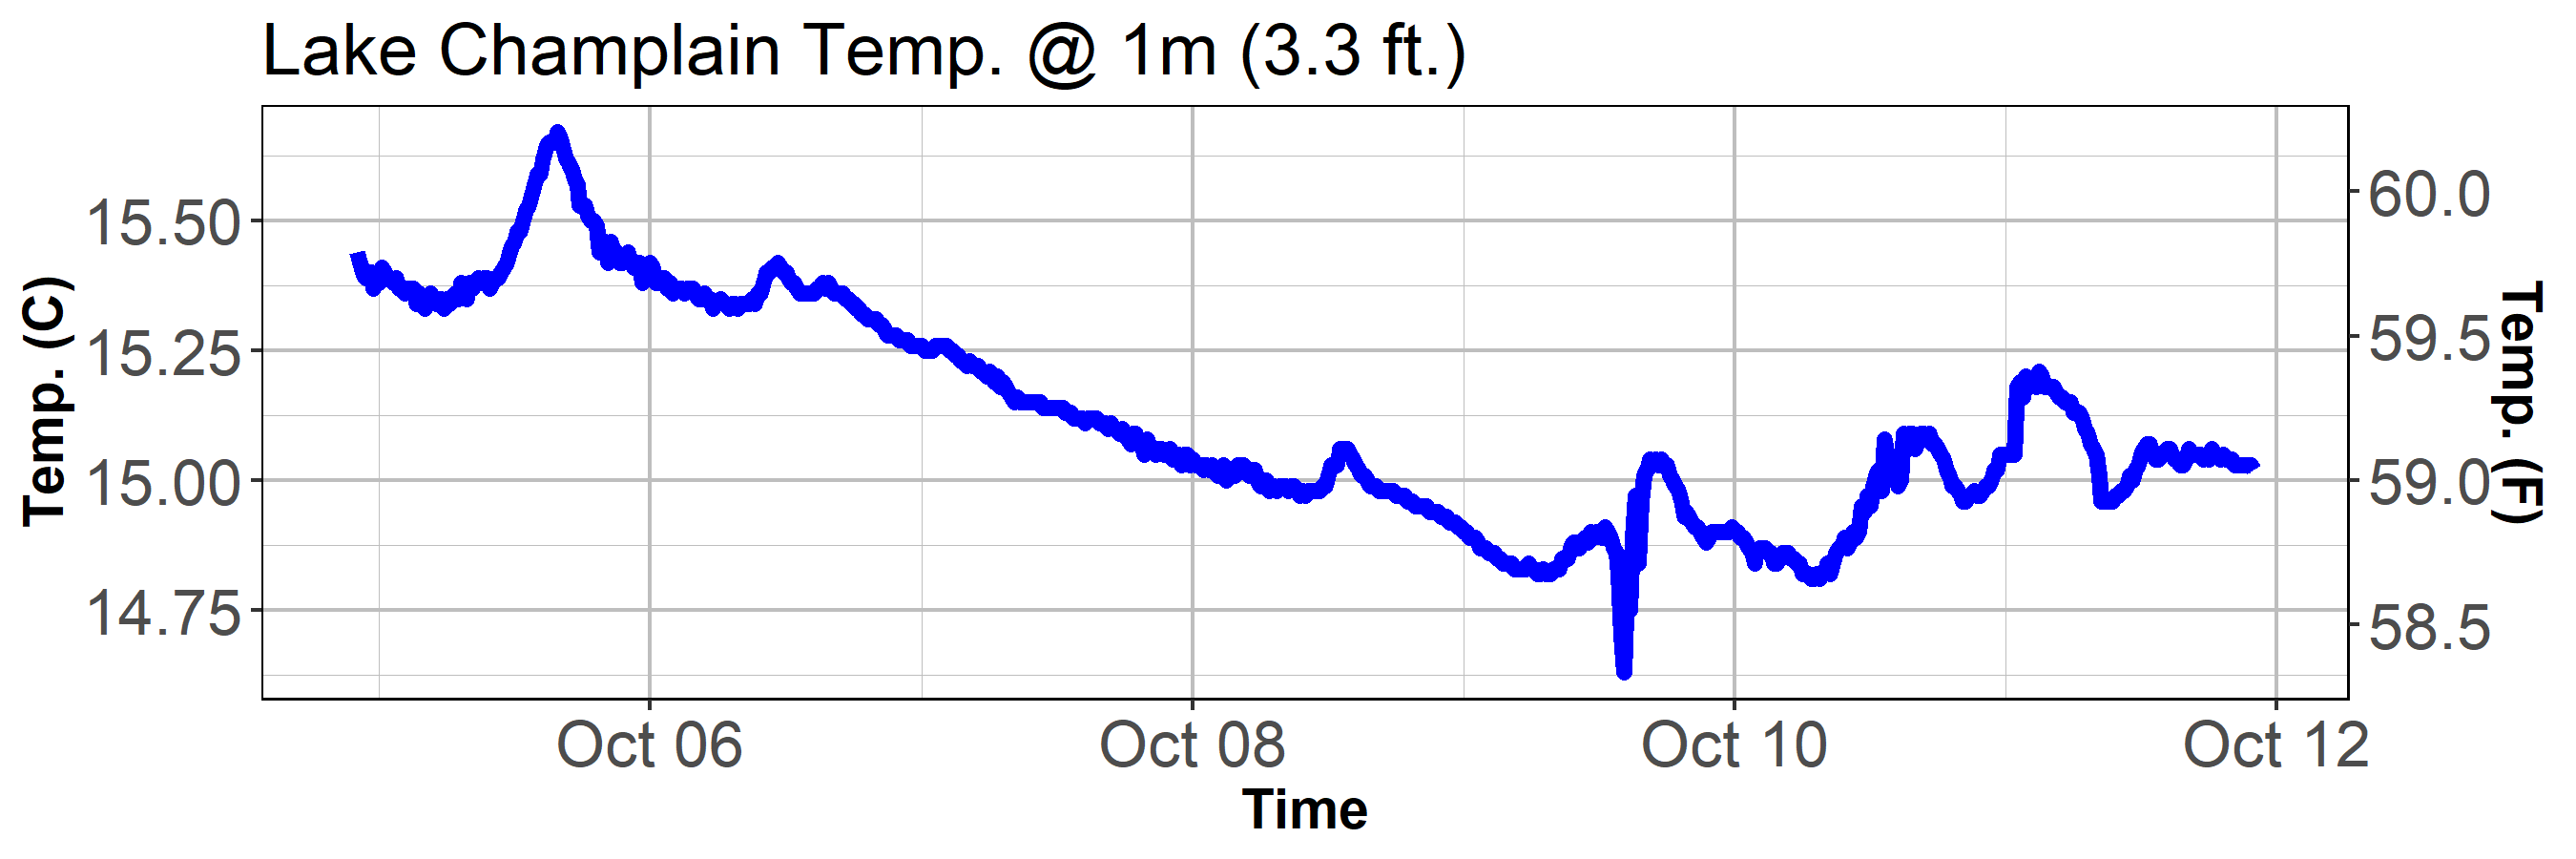 Lake Champlain Temp. @ 1m (3.3 ft.)
Temp. (C)
15.50
15.25
15.00
14.75
60.0
59.5
59.0
58.5
Temp. (F)
Oct 06 Oct 08 Oct 10 Oct 12
Time